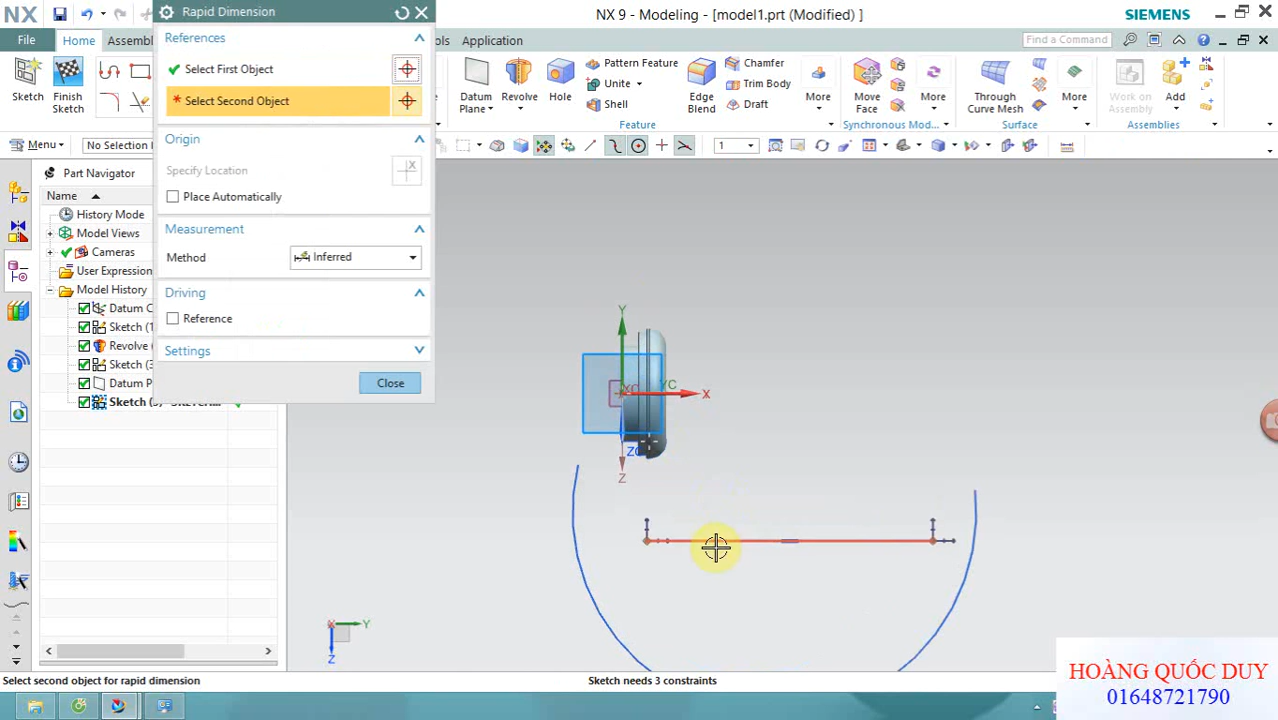 Rapid Dimension
NX 9 - Modeling - [model1.prt (Modified) ]
SIEMENS
File
Home
Assembl
ols
Application
Find a Command
References
Select First Object
* Select Second Object
Origin
Specify Location
Place Automatically
Measurement
Method
Inferred
Driving
Reference
Settings
Close
Sketch
Finish
Sketch
Datum
Plane
Revolve
Hole
Pattern Feature
Unite
Shell
Edge
Blend
Chamfer
Trim Body
Draft
More
Move
Face
More
Through
Curve Mesh
More
Work on
Assembly
Add
Feature
Synchronous Mod...
Surface
Assemblies
Menu
No Selection
1
Part Navigator
Name
History Mode
Model Views
Cameras
User Expression
Model History
Datum C
Sketch (1
Revolve (
Sketch (3
Datum P
Sketch (5) "SKETCH
Y
X
XC
YC
ZC
Z
Y
Z
Select second object for rapid dimension
Sketch needs 3 constraints
HOÀNG QUỐC DUY
01648721790